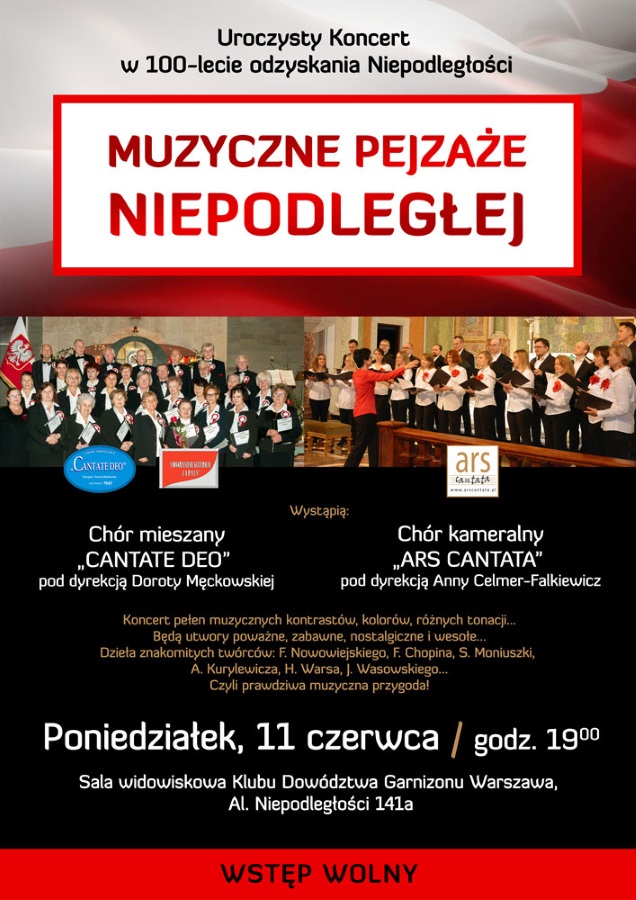 Uroczysty Koncert
w 100-lecie odzyskania Niepodległości
MUZYCZNE PEJZAŻE
NIEPODLEGŁEJ
„CANTATE DEO”
ars
cantata
www.arscantata.pl
Wystąpią:
Chór mieszany
„CANTATE DEO”
pod dyrekcją Doroty Męckowskiej
Chór kameralny
„ARS CANTATA”
pod dyrekcją Anny Celmer-Falkiewicz
Koncert pełen muzycznych kontrastów, kolorów, różnych tonacji...
Będą utwory poważne, zabawne, nostalgiczne i wesołe...
Dzieła znakomitych twórców: F. Nowowiejskiego, F. Chopina, S. Moniuszki,
A. Kurylewicza, H. Warsa, J. Wasowskiego...
Czyli prawdziwa muzyczna przygoda!
Poniedziałek, 11 czerwca / godz. 19⁰⁰
Sala widowiskowa Klubu Dowództwa Garnizonu Warszawa,
Al. Niepodległości 141a
WSTĘP WOLNY